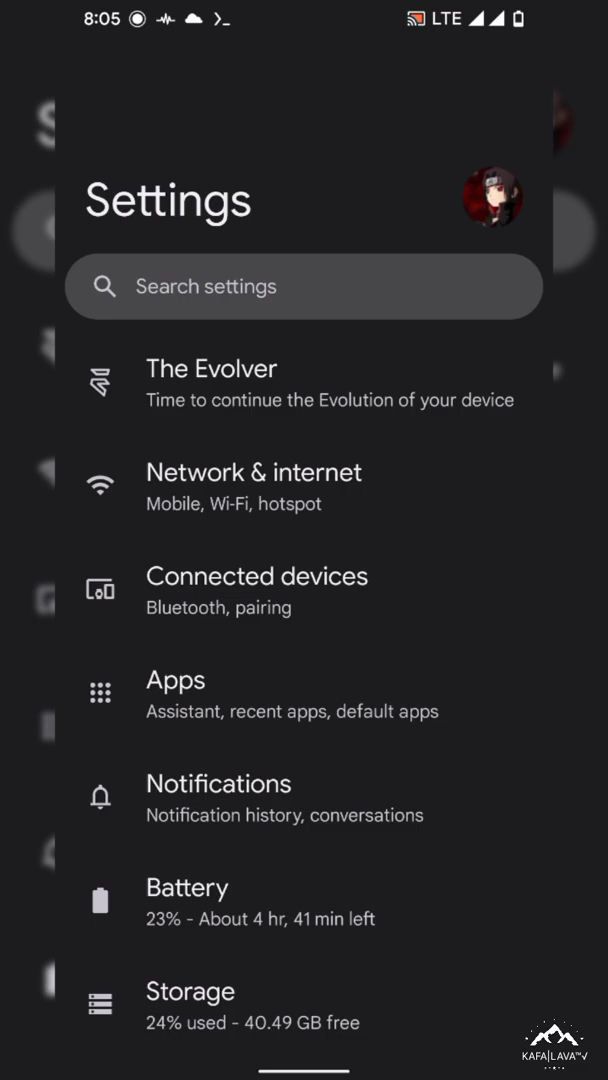 8:05 LTE
Settings
Search settings
The Evolver
Time to continue the Evolution of your device
Network & internet
Mobile, Wi-Fi, hotspot
Connected devices
Bluetooth, pairing
Apps
Assistant, recent apps, default apps
Notifications
Notification history, conversations
Battery
23% - About 4 hr, 41 min left
Storage
24% used - 40.49 GB free
KAFA|LAVA™√